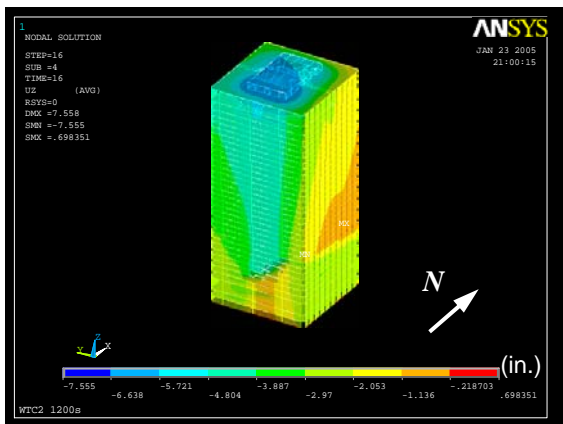 1
NODAL SOLUTION
STEP=16
SUB =4
TIME=16
UZ (AVG)
RSYS=0
DMX =7.558
SMN =-7.555
SMX =.698351
ANSYS
JAN 23 2005
21:00:15
MX
N
Z
Y X
(in.)
-7.555 -5.721 -3.887 -2.053 -.218703
-6.638 -4.804 -2.97 -1.136 .698351
WTC2 1200s